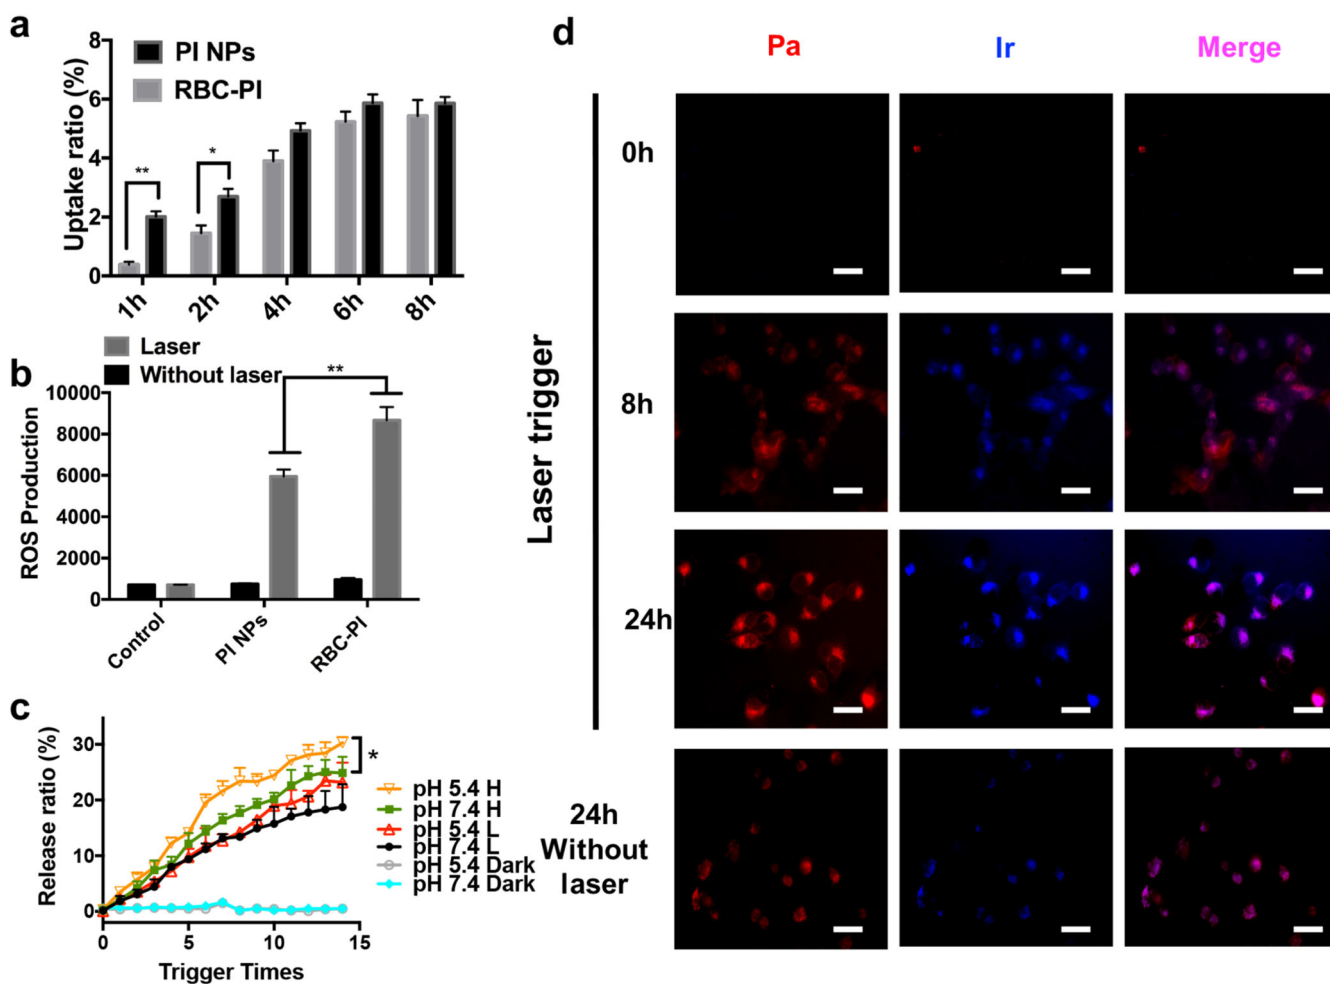 a
8
6
4
2
0
Uptake ratio (%)
PI NPs
RBC-PI
**
*
1h
2h
4h
6h
8h
b
Laser
Without laser
10000
8000
6000
4000
2000
0
ROS Production
**
Control
PI NPs
RBC-PI
c
30
20
10
0
Release ratio (%)
*
0
5
10
15
Trigger Times
pH 5.4 H
pH 7.4 H
pH 5.4 L
pH 7.4 L
pH 5.4 Dark
pH 7.4 Dark
d
Pa
Ir
Merge
Laser trigger
0h
8h
24h
24h
Without
laser